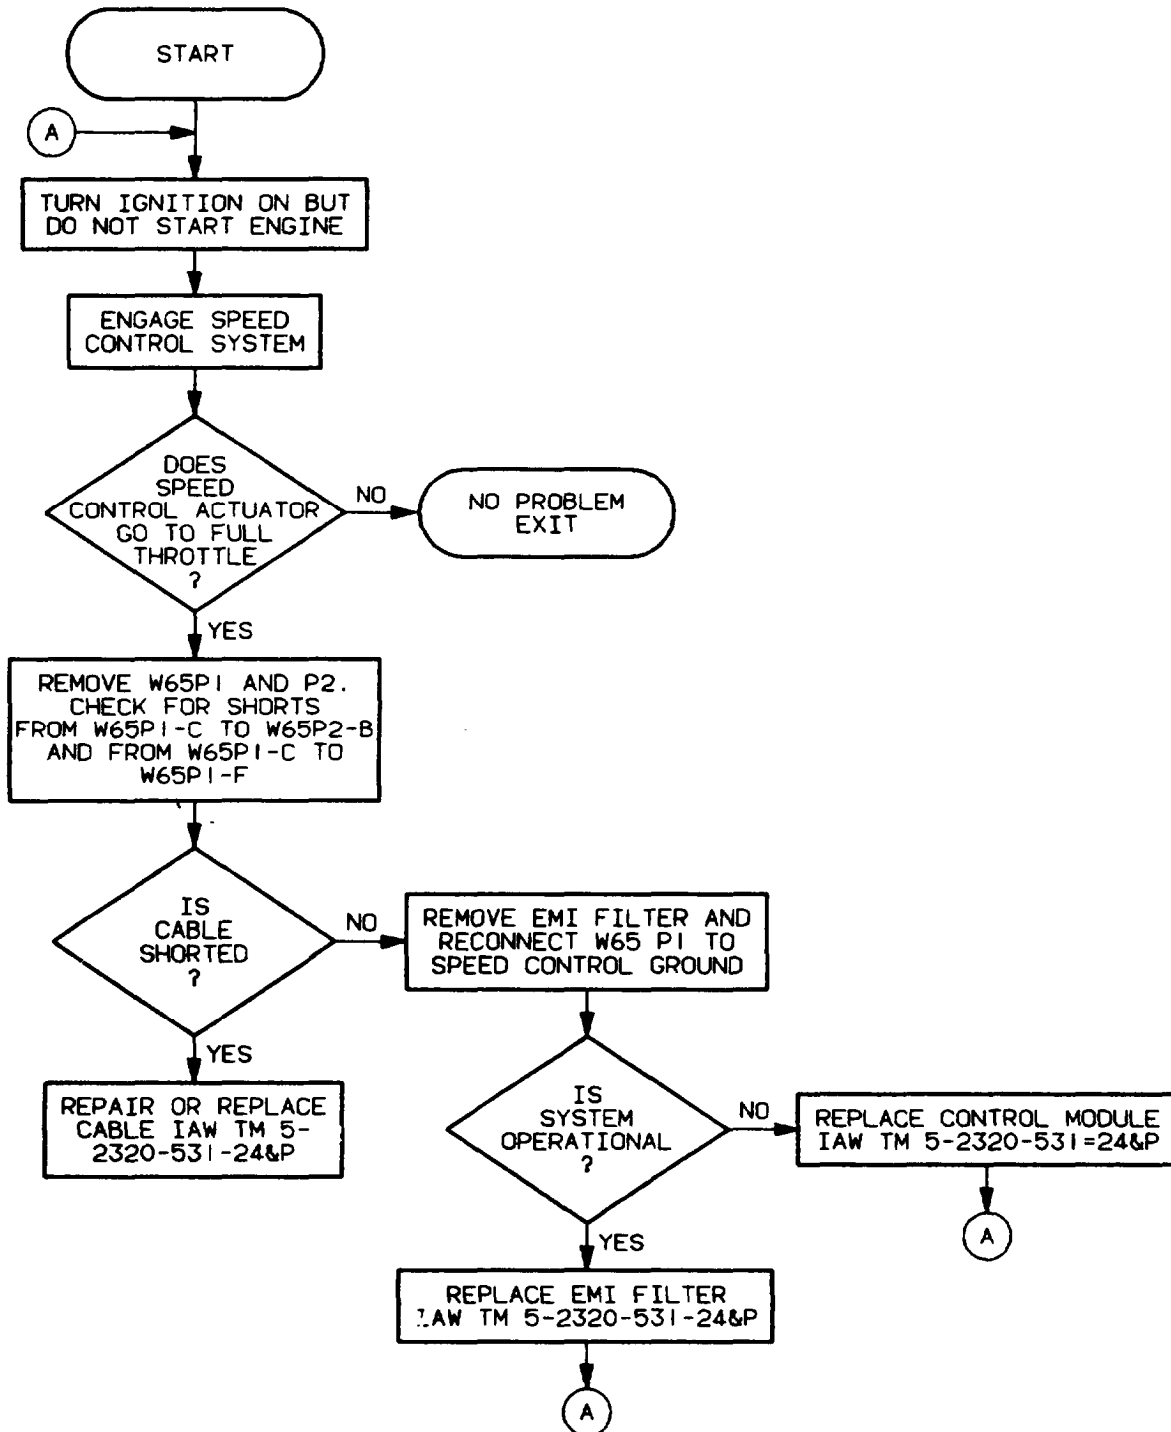 START
A
TURN IGNITION ON BUT
DO NOT START ENGINE
ENGAGE SPEED
CONTROL SYSTEM
DOES
SPEED
CONTROL ACTUATOR
GO TO FULL
THROTTLE
?
NO
NO PROBLEM
EXIT
YES
REMOVE W65P1 AND P2.
CHECK FOR SHORTS
FROM W65P1-C TO W65P2-B
AND FROM W65P1-C TO
W65P1-F
IS
CABLE
SHORTED
?
NO
REMOVE EMI FILTER AND
RECONNECT W65 P1 TO
SPEED CONTROL GROUND
YES
REPAIR OR REPLACE
CABLE IAW TM 5-
2320-531-24&P
IS
SYSTEM
OPERATIONAL
?
NO
REPLACE CONTROL MODULE
IAW TM 5-2320-531=24&P
A
YES
REPLACE EMI FILTER
IAW TM 5-2320-531-24&P
A